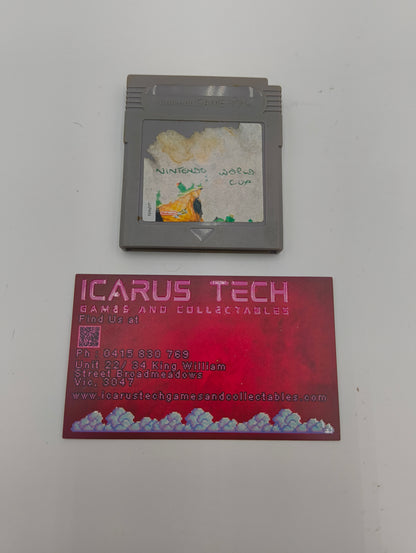 Nintendo GAME BOY
NINTENDO WORLD
CUP
ICARUS TECH
GAMES AND COLLECTABLES
Find Us at
Ph: 0415 830 769
Unit 22/ 84 King William
Street Broadmeadows
Vic, 3047
www.icarustechgamesandcollectables.com